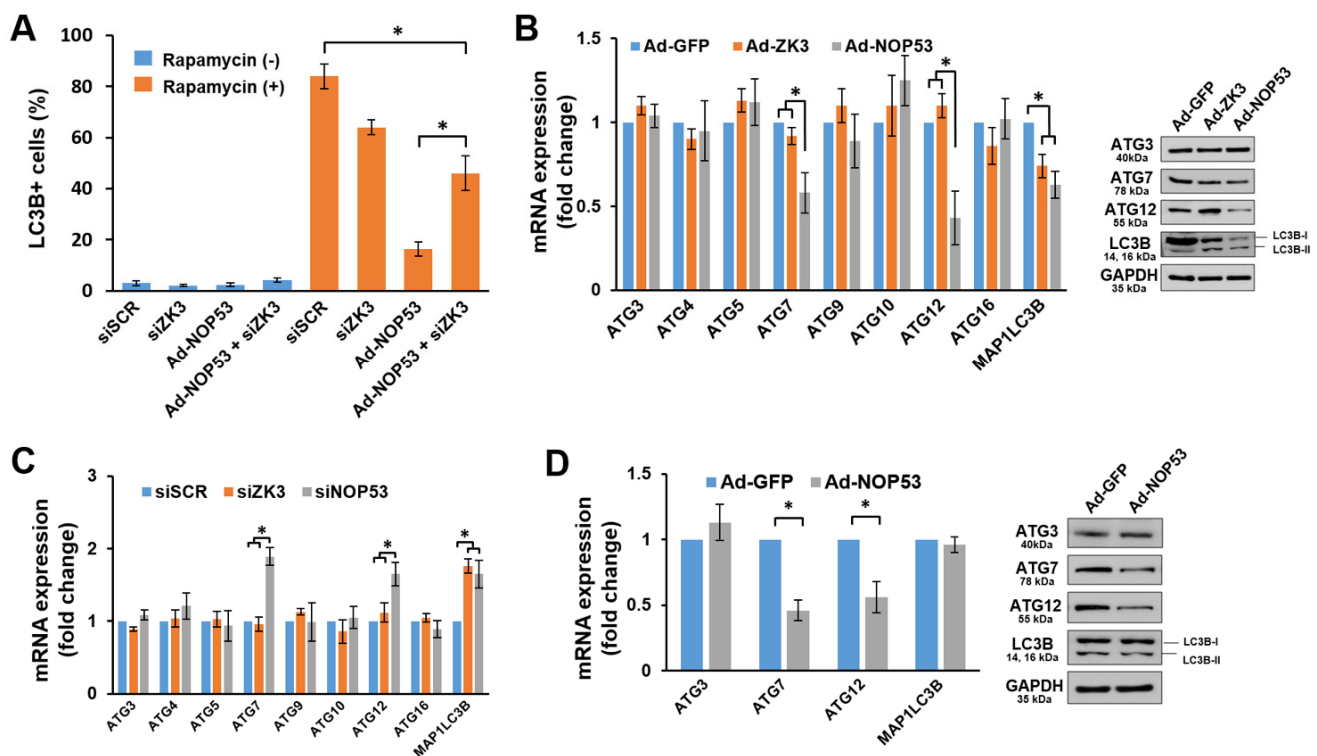 A
LC3B+ cells (%)
100
80
60
40
20
0
Rapamycin (-)
Rapamycin (+)
*
*
siSCR
siZK3
Ad-NOP53
Ad-NOP53 + siZK3
siSCR
siZK3
Ad-NOP53
Ad-NOP53 + siZK3
B
mRNA expression
(fold change)
1.5
1
0.5
0
Ad-GFP Ad-ZK3 Ad-NOP53
*
*
*
ATG3
ATG4
ATG5
ATG7
ATG9
ATG10
ATG12
ATG16
MAP1LC3B
Ad-GFP
Ad-ZK3
Ad-NOP53
ATG3
40kDa
ATG7
78 kDa
ATG12
55 kDa
LC3B
14, 16 kDa
LC3B-I
LC3B-II
GAPDH
35 kDa
C
mRNA expression
(fold change)
3
2
1
0
siSCR siZK3 siNOP53
*
*
*
ATG3
ATG4
ATG5
ATG7
ATG9
ATG10
ATG12
ATG16
MAP1LC3B
D
mRNA expression
(fold change)
1.5
1
0.5
0
Ad-GFP Ad-NOP53
*
*
ATG3
ATG7
ATG12
MAP1LC3B
Ad-GFP
Ad-NOP53
ATG3
40kDa
ATG7
78 kDa
ATG12
55 kDa
LC3B
14, 16 kDa
LC3B-I
LC3B-II
GAPDH
35 kDa